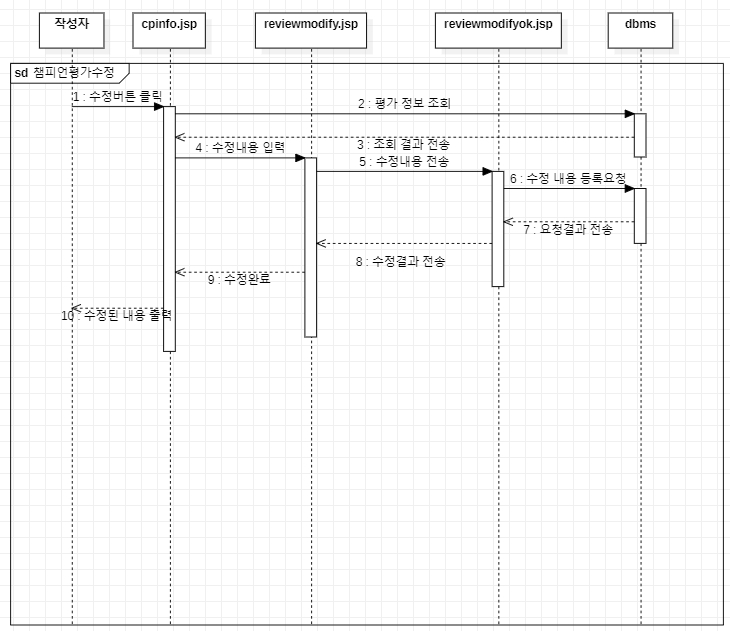 작성자
cpinfo.jsp
reviewmodify.jsp
reviewmodifyok.jsp
dbms
sd 챔피언평가수정
1 : 수정버튼 클릭
2 : 평가 정보 조회
3 : 조회 결과 전송
4 : 수정내용 입력
5 : 수정내용 전송
6 : 수정 내용 등록요청
7 : 요청결과 전송
8 : 수정결과 전송
9 : 수정완료
10 : 수정된 내용 출력